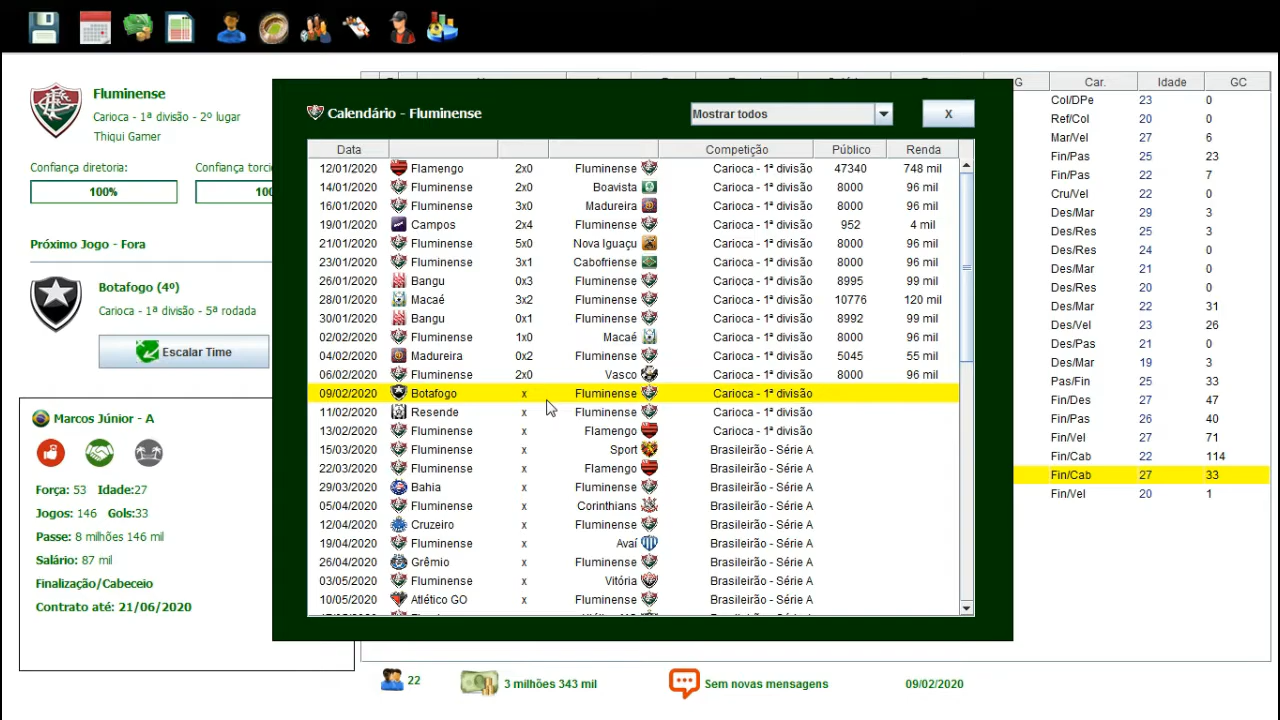 Fluminense
Carioca - 1ª divisão - 2º lugar
Thiqui Gamer
Confiança diretoria:
Confiança torci
100%
10
Próximo Jogo - Fora
Botafogo (4º)
Carioca - 1ª divisão - 5ª rodada
Escalar Time
Marcos Júnior - A
Força: 53 Idade:27
Jogos: 146 Gols:33
Passe: 8 milhões 146 mil
Salário: 87 mil
Finalização/Cabeceio
Contrato até: 21/06/2020
Calendário - Fluminense
Mostrar todos
X
Data Competição Público Renda
12/01/2020 Flamengo 2x0 Fluminense Carioca - 1ª divisão 47340 748 mil
14/01/2020 Fluminense 2x0 Boavista Carioca - 1ª divisão 8000 96 mil
16/01/2020 Fluminense 3x0 Madureira Carioca - 1ª divisão 8000 96 mil
19/01/2020 Campos 2x4 Fluminense Carioca - 1ª divisão 952 4 mil
21/01/2020 Fluminense 5x0 Nova Iguaçu Carioca - 1ª divisão 8000 96 mil
23/01/2020 Fluminense 3x1 Cabofriense Carioca - 1ª divisão 8000 96 mil
26/01/2020 Bangu 0x3 Fluminense Carioca - 1ª divisão 8995 99 mil
28/01/2020 Macaé 3x2 Fluminense Carioca - 1ª divisão 10776 120 mil
30/01/2020 Bangu 0x1 Fluminense Carioca - 1ª divisão 8992 99 mil
02/02/2020 Fluminense 1x0 Macaé Carioca - 1ª divisão 8000 96 mil
04/02/2020 Madureira 0x2 Fluminense Carioca - 1ª divisão 5045 55 mil
06/02/2020 Fluminense 2x0 Vasco Carioca - 1ª divisão 8000 96 mil
09/02/2020 Botafogo x Fluminense Carioca - 1ª divisão
11/02/2020 Resende x Fluminense Carioca - 1ª divisão
13/02/2020 Fluminense x Flamengo Carioca - 1ª divisão
15/03/2020 Fluminense x Sport Brasileirão - Série A
22/03/2020 Fluminense x Flamengo Brasileirão - Série A
29/03/2020 Bahia x Fluminense Brasileirão - Série A
05/04/2020 Fluminense x Corinthians Brasileirão - Série A
12/04/2020 Cruzeiro x Fluminense Brasileirão - Série A
19/04/2020 Fluminense x Avaí Brasileirão - Série A
26/04/2020 Grêmio x Fluminense Brasileirão - Série A
03/05/2020 Fluminense x Vitória Brasileirão - Série A
10/05/2020 Atlético GO x Fluminense Brasileirão - Série A
G Car. Idade GC
Col/DPe 23 0
Ref/Col 20 0
Mar/Vel 27 6
Fin/Pas 25 23
Fin/Pas 22 7
Cru/Vel 22 0
Des/Mar 29 3
Des/Res 25 3
Des/Res 24 0
Des/Mar 21 0
Des/Res 20 0
Des/Mar 22 31
Des/Vel 23 26
Des/Pas 21 0
Des/Mar 19 3
Pas/Fin 25 33
Fin/Des 27 47
Fin/Pas 26 40
Fin/Vel 27 71
Fin/Cab 22 114
Fin/Cab 27 33
Fin/Vel 20 1
22
3 milhões 343 mil
Sem novas mensagens
09/02/2020